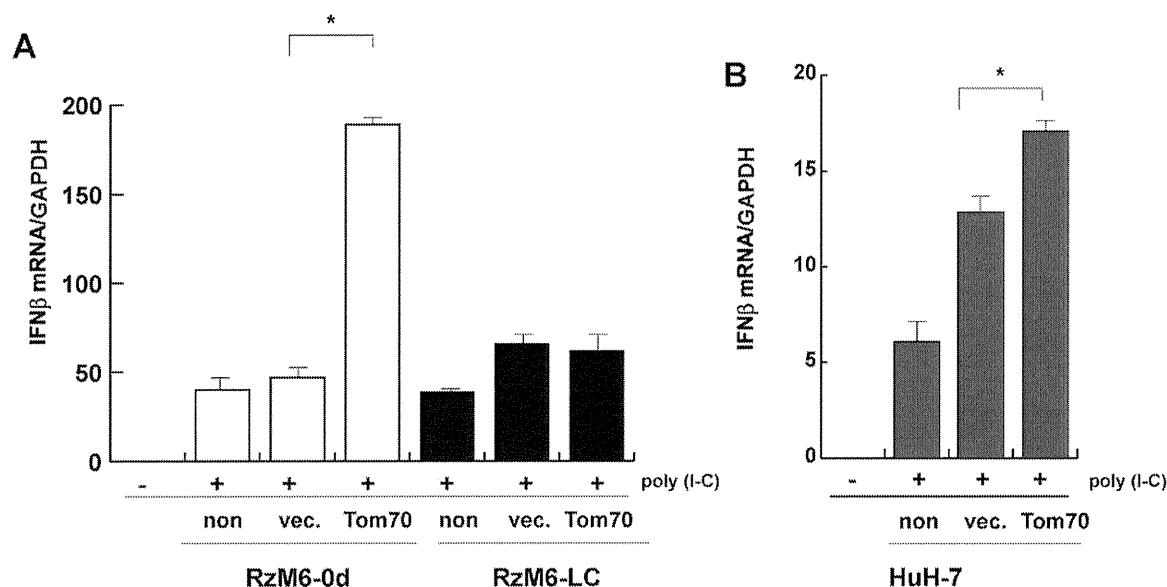 A
*
IFNβ mRNA/GAPDH
200
150
100
50
0
- + + + + + + poly (I-C)
non vec. Tom70 non vec. Tom70
RzM6-0d RzM6-LC
B
*
IFNβ mRNA/GAPDH
20
15
10
5
0
- + + + poly (I-C)
non vec. Tom70
HuH-7